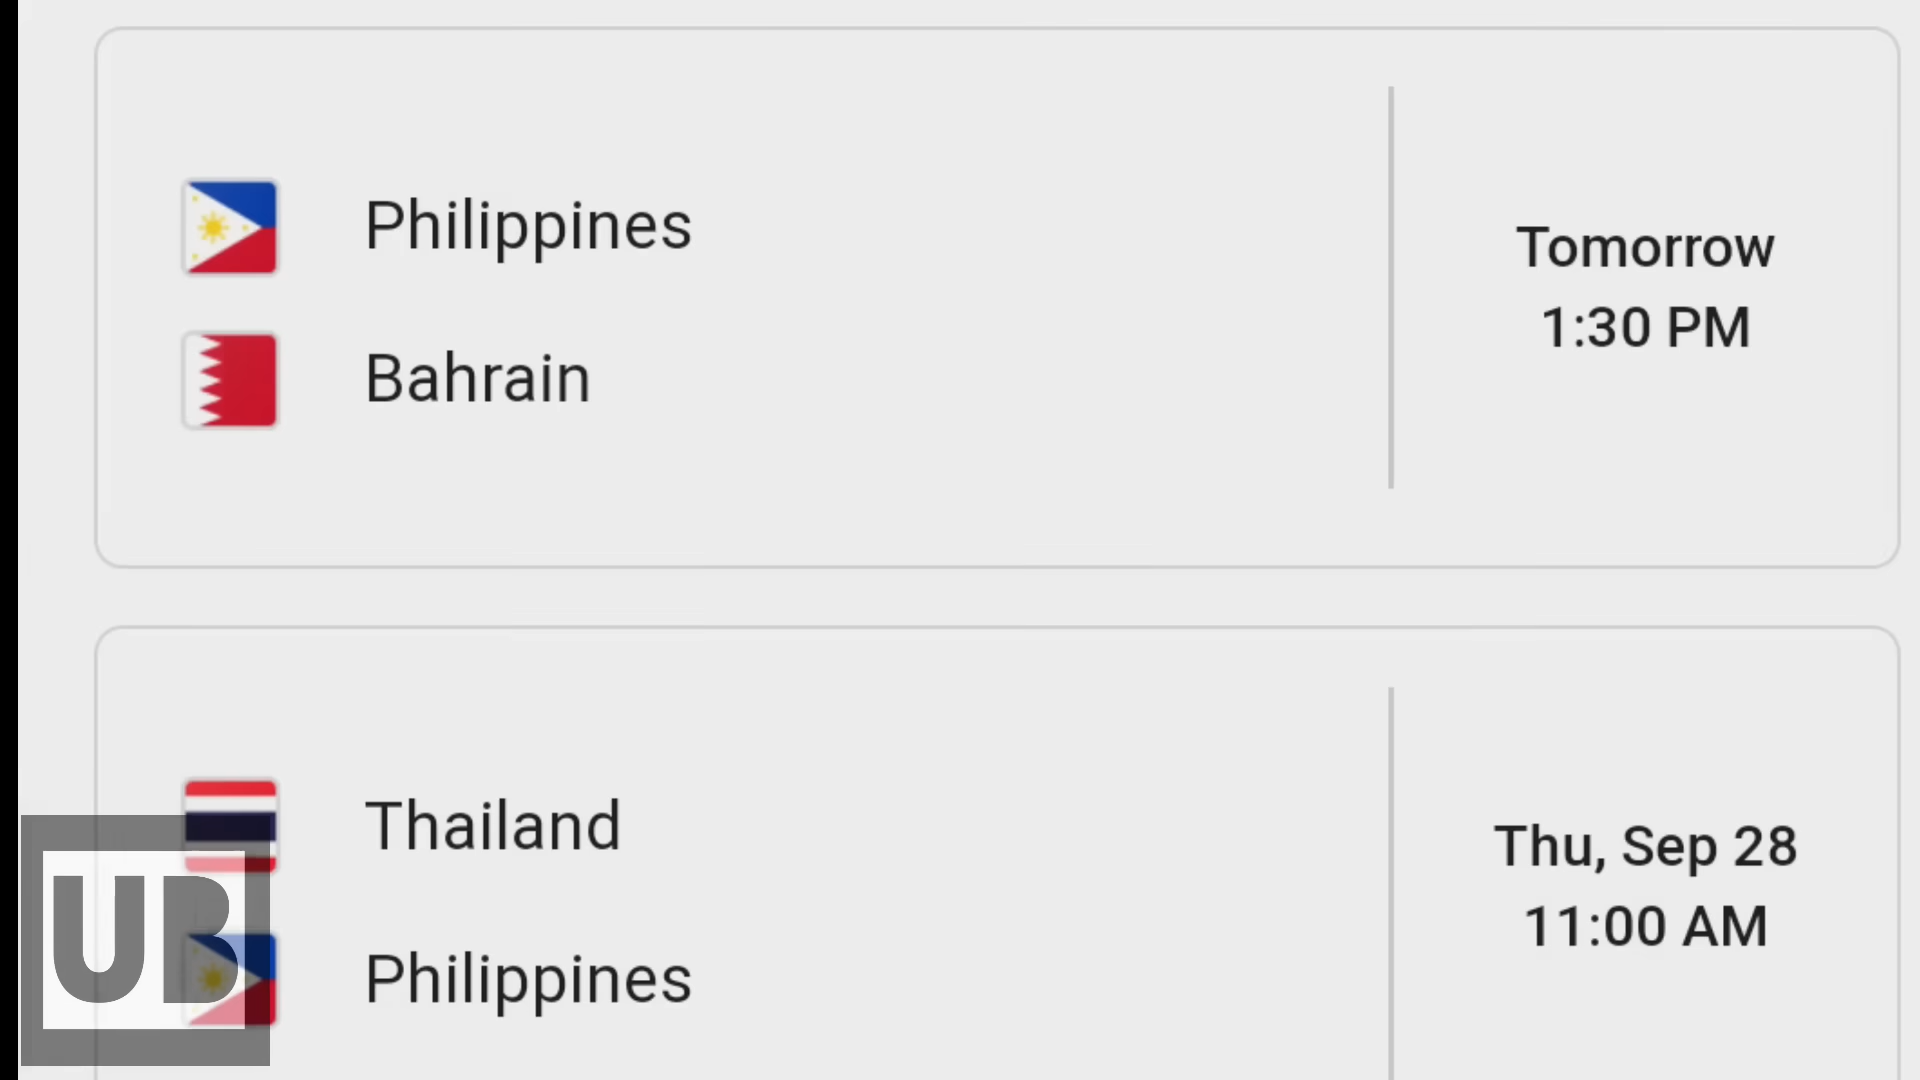 Philippines
Bahrain
Tomorrow
1:30 PM
Thailand
Philippines
Thu, Sep 28
11:00 AM
UB